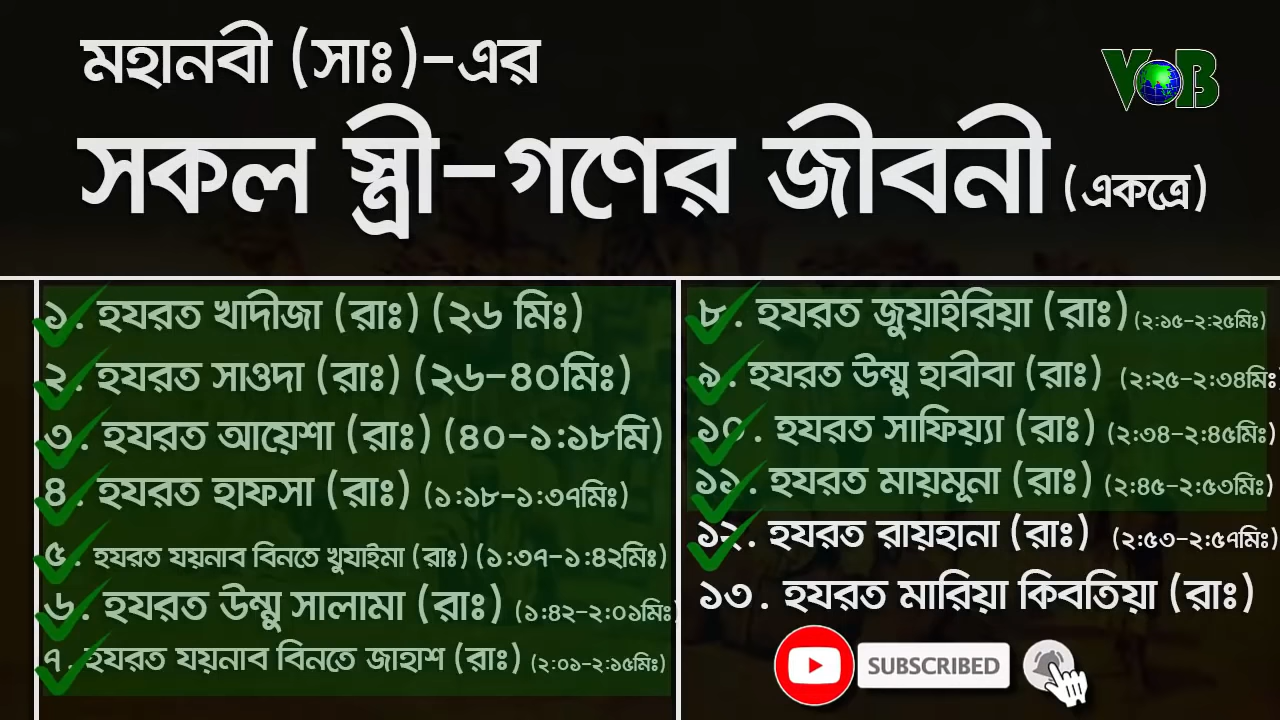 মহানবী (সাঃ)-এর
VOB
সকল স্ত্রী-গণের জীবনী (একত্রে)
১. হযরত খাদীজা (রাঃ) (২৬ মিঃ)
২. হযরত সাওদা (রাঃ) (২৬-৪০মিঃ)
৩. হযরত আয়েশা (রাঃ) (৪০-১:১৮মি)
৪. হযরত হাফসা (রাঃ) (১:১৮-১:৩৭মিঃ)
৫. হযরত যয়নাব বিনতে খুযাইমা (রাঃ) (১:৩৭-১:৪২মিঃ)
৬. হযরত উম্মু সালামা (রাঃ) (১:৪২-২:০১মিঃ
৭. হযরত যয়নাব বিনতে জাহাশ (রাঃ) (২:০১-২:১৫মিঃ)
৮. হযরত জুয়াইরিয়া (রাঃ) (২:১৫-২:২৫মিঃ)
৯. হযরত উম্মু হাবীবা (রাঃ) (২:২৫-২:৩৪মিঃ
১০. হযরত সাফিয়্যা (রাঃ) (২:৩৪-২:৪৫মিঃ)
১১. হযরত মায়মূনা (রাঃ) (২:৪৫-২:৫৩মিঃ)
১২. হযরত রায়হানা (রাঃ) (২:৫৩-২:৫৭মিঃ)
১৩. হযরত মারিয়া কিবতিয়া (রাঃ)
SUBSCRIBED